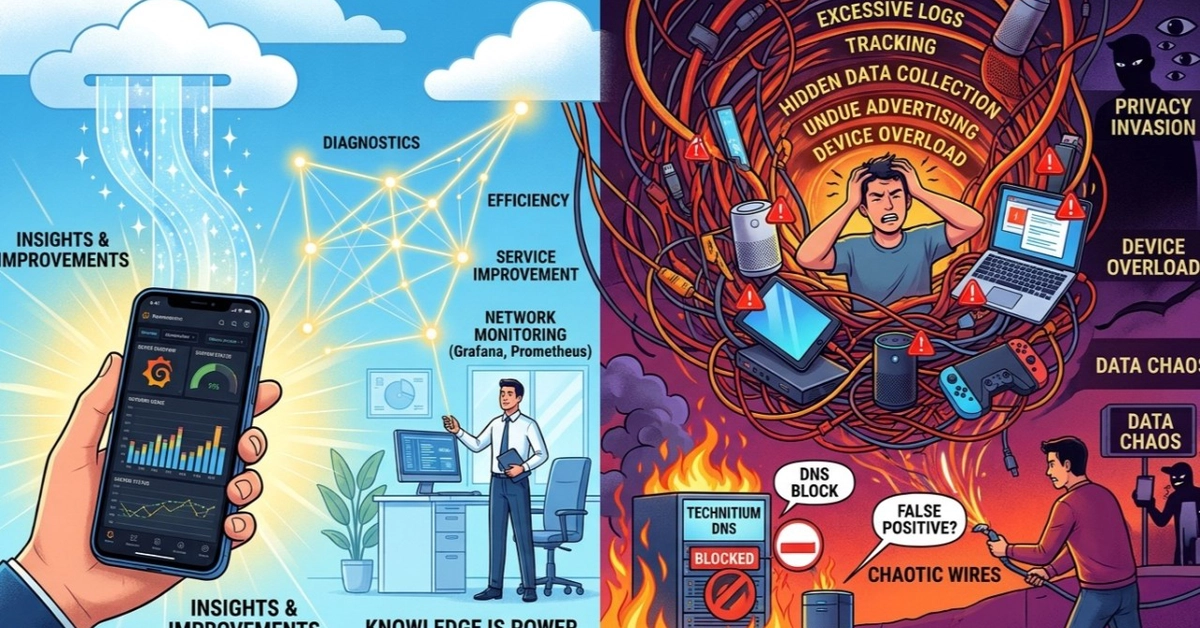 DIAGNOSTICS
EFFICIENCY
SERVICE
IMPROVEMENT
NETWORK
MONITORING
(Grafana, Prometheus)
INSIGHTS &
IMPROVEMENTS
INSIGHTS &
IMPROVEMENTS
KNOWLEDGE IS POWER
EXCESSIVE LOGS
TRACKING
HIDDEN DATA COLLECTION
UNDUE ADVERTISING
DEVICE OVERLOAD
PRIVACY
INVASION
DEVICE
OVERLOAD
DATA CHAOS
DATA
CHAOS
DNS
BLOCK
FALSE
POSITIVE?
TECHNITIUM
DNS
BLOCKED
CHAOTIC WIRES